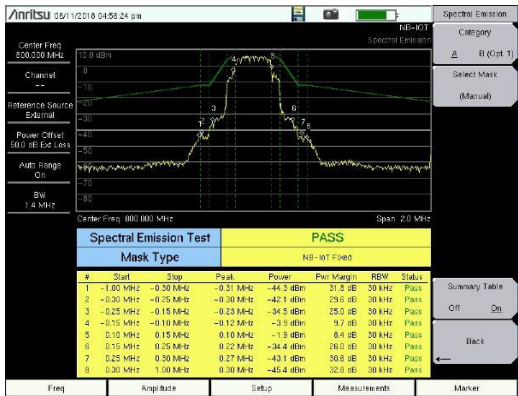 Anritsu 06/11/2018 04:56:24 pm
NB-IOT
Spectral Emission
Center Freq
800.000 MHz
Channel
--
Reference Source
External
Power Offset
50.0 dB Ext Loss
Auto Range
On
BW
1.4 MHz
10.0 dBm
0
-10
-20
-30
-40
-50
-60
-80
1
2
3
4
5
6
7
8
Center Freq 800.000 MHz
Span 2.0 MHz
Spectral Emission Test PASS
Mask Type NB-IoT Fixed
# Start Stop Peak Power Pwr Margin RBW Status
1 -1.00 MHz -0.30 MHz -0.31 MHz -44.3 dBm 31.8 dB 30 kHz Pass
2 -0.30 MHz -0.25 MHz -0.30 MHz -42.1 dBm 29.6 dB 30 kHz Pass
3 -0.25 MHz -0.15 MHz -0.23 MHz -34.5 dBm 25.0 dB 30 kHz Pass
4 -0.15 MHz -0.10 MHz -0.12 MHz -3.9 dBm 9.7 dB 30 kHz Pass
5 0.10 MHz 0.15 MHz 0.10 MHz -1.9 dBm 6.4 dB 30 kHz Pass
6 0.15 MHz 0.25 MHz 0.22 MHz -34.4 dBm 26.0 dB 30 kHz Pass
7 0.25 MHz 0.30 MHz 0.27 MHz -43.1 dBm 30.6 dB 30 kHz Pass
8 0.30 MHz 1.00 MHz 0.30 MHz -45.4 dBm 32.8 dB 30 kHz Pass
Spectral Emission
Category
A B (Opt. 1)
Select Mask
(Manual)
Summary Table
Off On
Back
Freq Amplitude Setup Measurements Marker